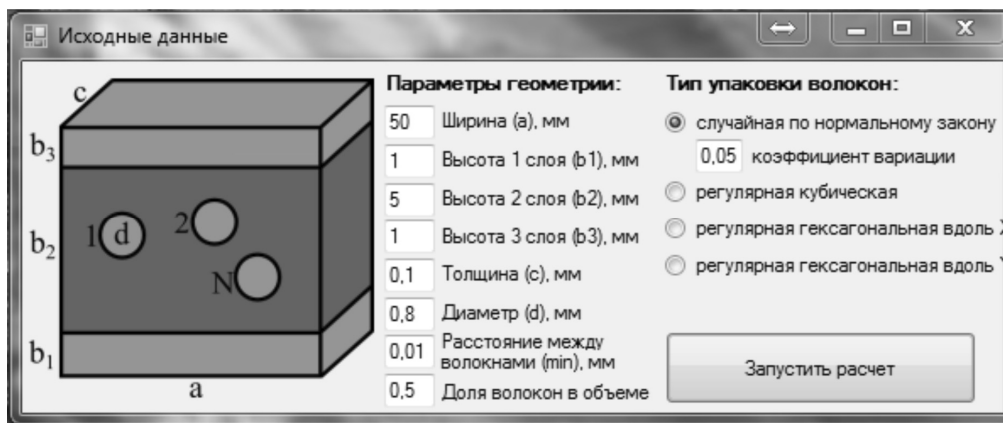 Исходные данные
c
b3
b2
b1
a
1
d
2
N
Параметры геометрии:
50 Ширина (a), мм
1 Высота 1 слоя (b1), мм
5 Высота 2 слоя (b2), мм
1 Высота 3 слоя (b3), мм
0,1 Толщина (c), мм
0,8 Диаметр (d), мм
0,01 Расстояние между
волокнами (min), мм
0,5 Доля волокон в объеме
Тип упаковки волокон:
случайная по нормальному закону
0,05 коэффициент вариации
регулярная кубическая
регулярная гексагональная вдоль
регулярная гексагональная вдоль
Запустить расчет